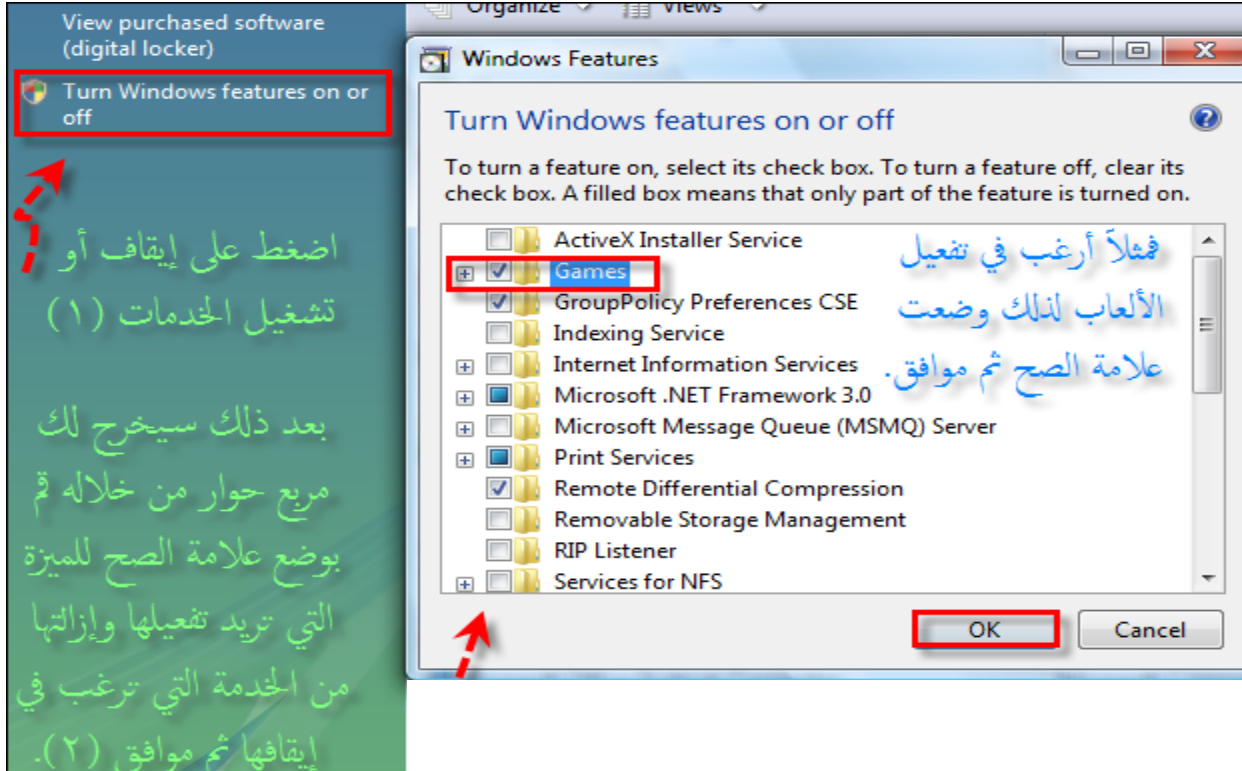 View purchased software
(digital locker)
Turn Windows features on or
off
اضغط على إيقاف أو
تشغيل الخدمات (١)
بعد ذلك سيخرج لك
مربع حوار من خلاله قم
بوضع علامة الصح للميزة
التي تريد تفعيلها وإزالتها
من الخدمة التي ترغب في
إيقافها ثم موافق (٢).
Organize
Views
Windows Features
Turn Windows features on or off
To turn a feature on, select its check box. To turn a feature off, clear its
check box. A filled box means that only part of the feature is turned on.
ActiveX Installer Service
Games
GroupPolicy Preferences CSE
Indexing Service
Internet Information Services
Microsoft .NET Framework 3.0
Microsoft Message Queue (MSMQ) Server
Print Services
Remote Differential Compression
Removable Storage Management
RIP Listener
Services for NFS
فمثلاً أرغب في تفعيل
الألعاب لذلك وضعت
علامة الصح ثم موافق.
OK
Cancel